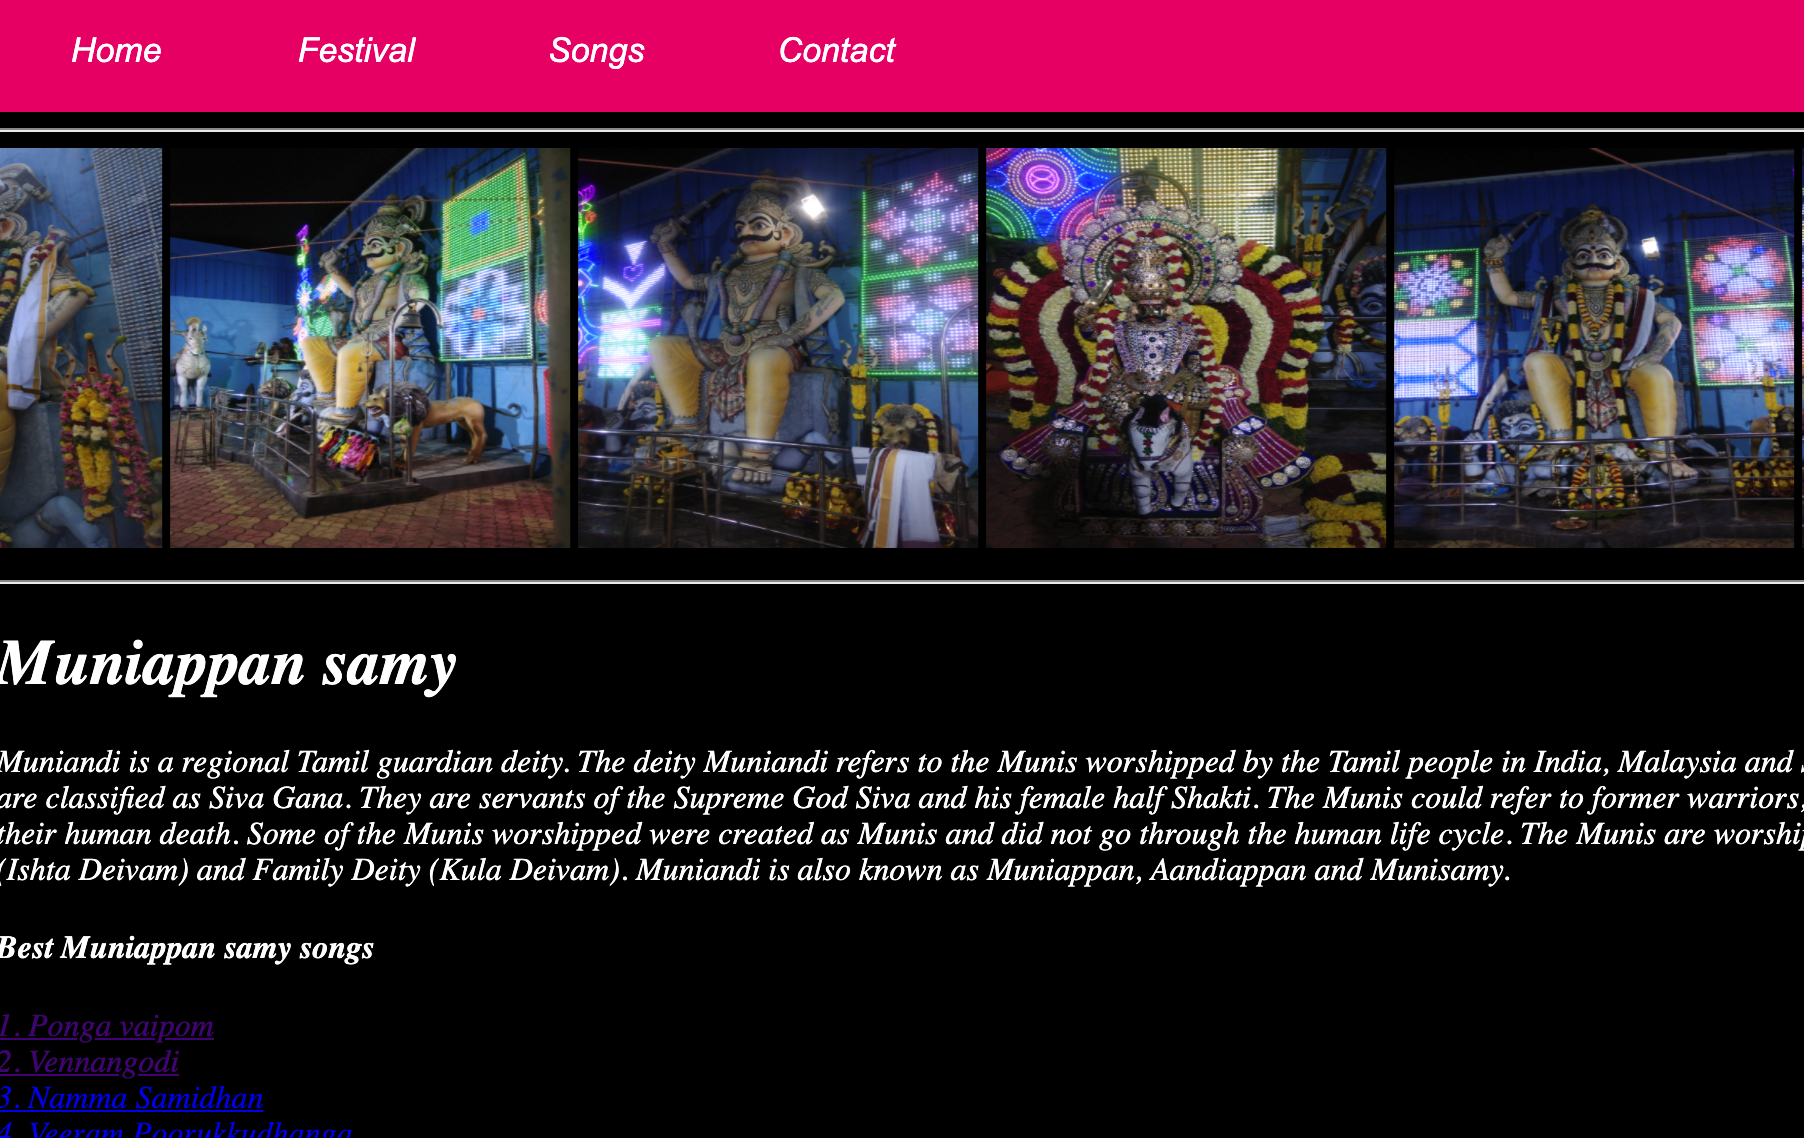 Home Festival Songs Contact
Muniappan samy
Muniandi is a regional Tamil guardian deity. The deity Muniandi refers to the Munis worshipped by the Tamil people in India, Malaysia and
are classified as Siva Gana. They are servants of the Supreme God Siva and his female half Shakti. The Munis could refer to former warriors,
their human death. Some of the Munis worshipped were created as Munis and did not go through the human life cycle. The Munis are
(Ishta Deivam) and Family Deity (Kula Deivam). Muniandi is also known as Muniappan, Aandiappan and Munisamy.
Best Muniappan samy songs
1. Ponga vaipom
2. Vennangodi
3. Namma Samidhan
4. Veeram Poorukkudhanga